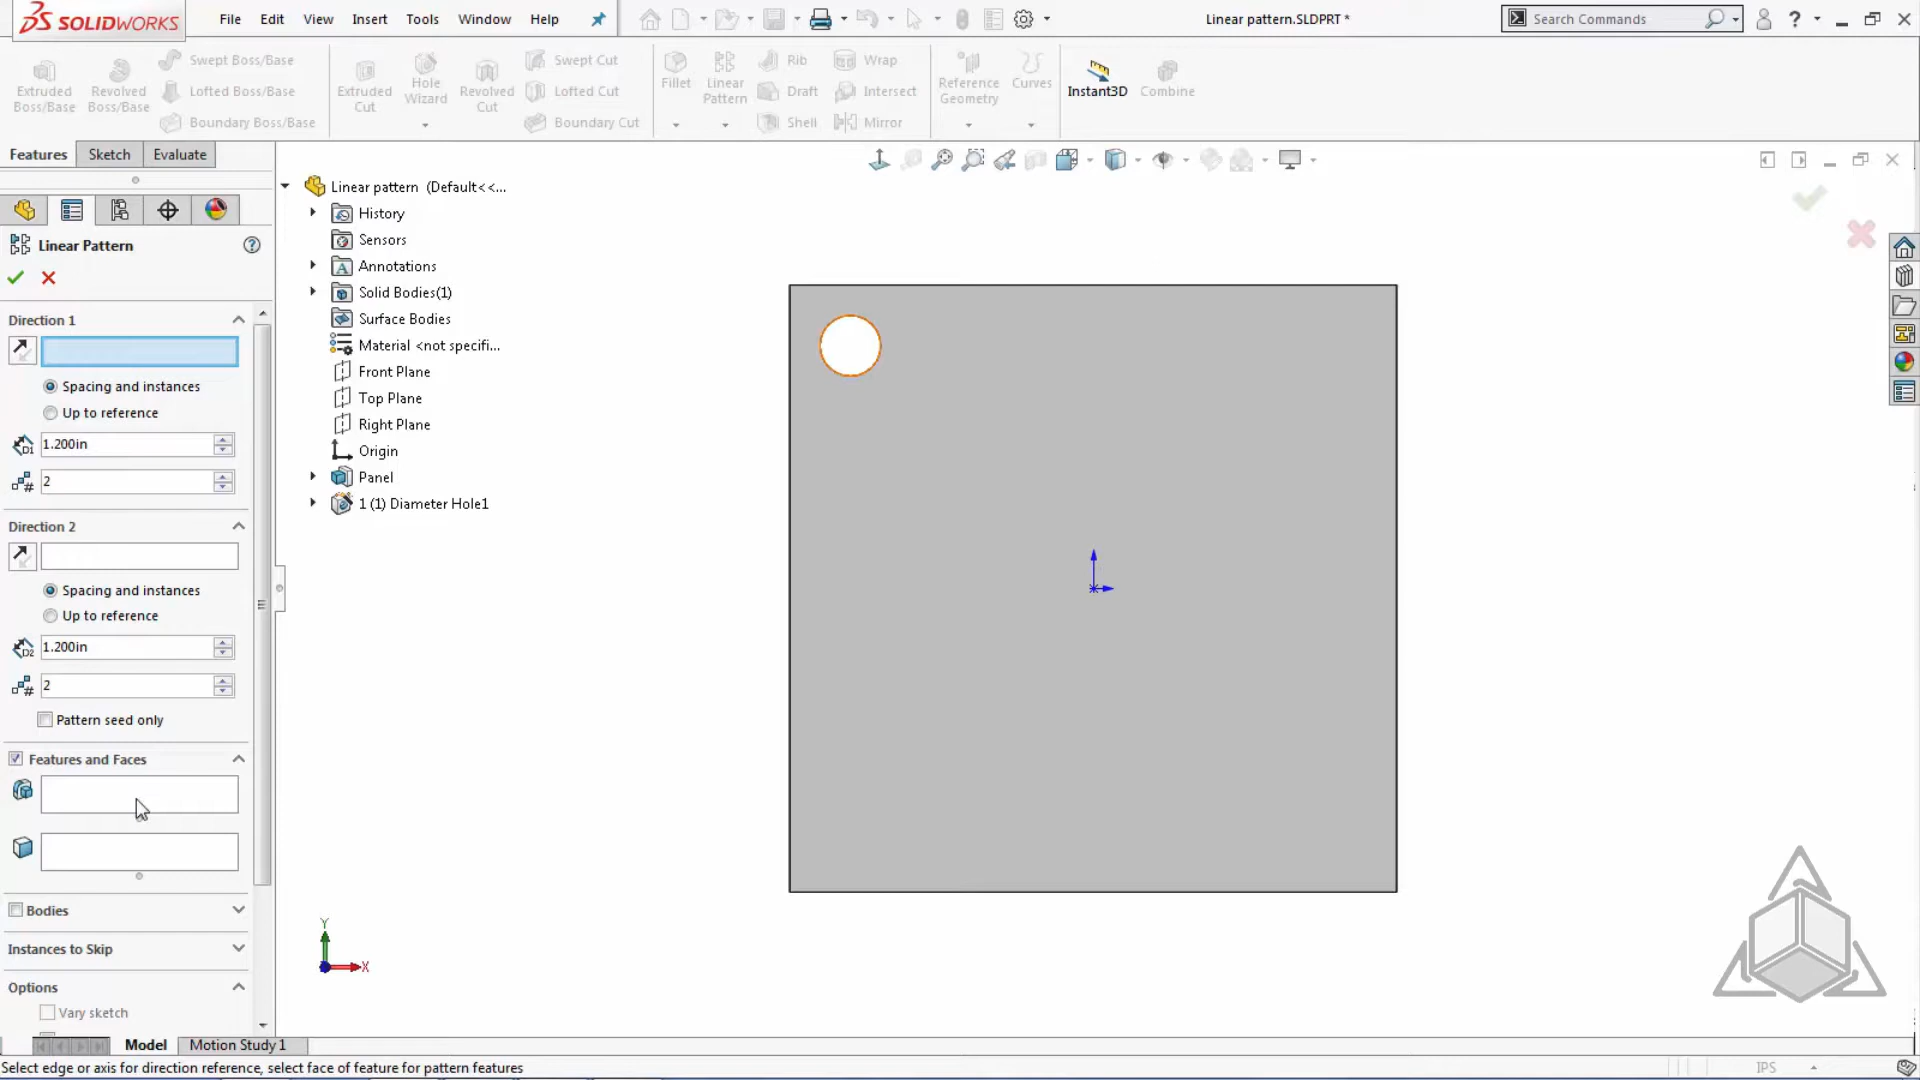 SOLIDWORKS File Edit View Insert Tools Window Help Linear pattern.SLDPRT * Search Commands ?
Extruded Boss/Base
Revolved Boss/Base
Swept Boss/Base
Lofted Boss/Base
Boundary Boss/Base
Extruded Cut
Hole Wizard
Revolved Cut
Swept Cut
Lofted Cut
Boundary Cut
Fillet
Linear Pattern
Rib
Draft
Shell
Wrap
Intersect
Mirror
Reference Geometry
Curves
Instant3D
Combine
Features Sketch Evaluate
Linear Pattern ?
Direction 1
Spacing and instances
Up to reference
D1 1.200in
# 2
Direction 2
Spacing and instances
Up to reference
D2 1.200in
# 2
Pattern seed only
Features and Faces
Bodies
Instances to Skip
Options
Vary sketch
Linear pattern (Default<<...
History
Sensors
A Annotations
Solid Bodies(1)
Surface Bodies
Material <not specifi...
Front Plane
Top Plane
Right Plane
Origin
Panel
1 (1) Diameter Hole1
Y
X
Model Motion Study 1
Select edge or axis for direction reference, select face of feature for pattern features IPS